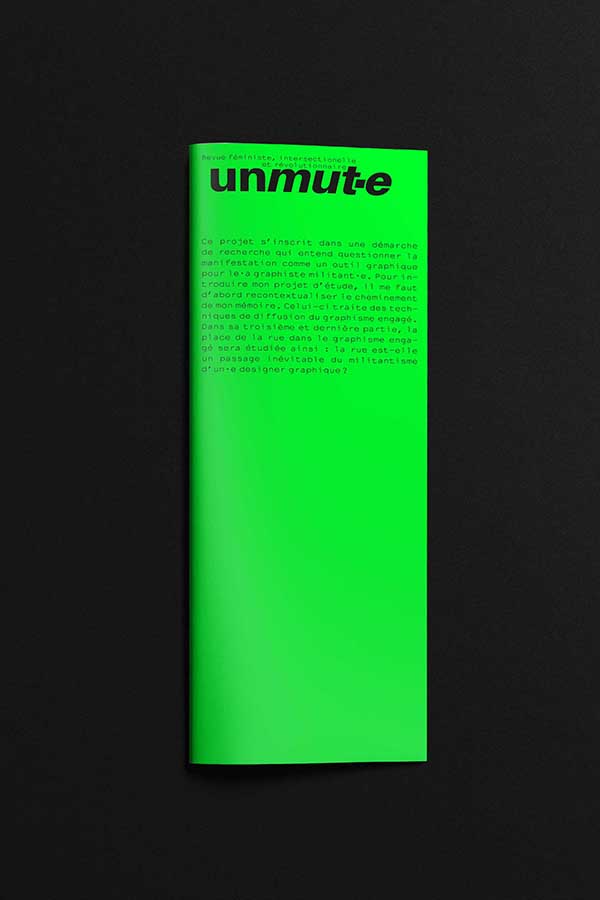 Revue féministe, intersectionelle
et révolutionnaire
unmut·e
Ce projet s'inscrit dans une démarche
de recherche qui entend questionner la
manifestation comme un outil graphique
pour le·a graphiste militant·e. Pour in-
troduire mon projet d'étude, il me faut
d'abord recontextualiser le cheminement
de mon mémoire. Celui-ci traite des tech-
niques de diffusion du graphisme engagé.
Dans sa troisième et dernière partie, la
place de la rue dans le graphisme enga-
gé sera étudiée ainsi : la rue est-elle
un passage inévitable du militantisme
d'un·e designer graphique ?